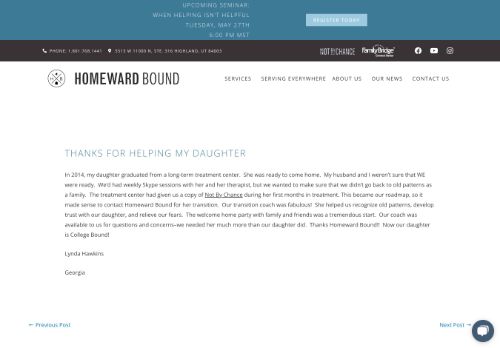 UPCOMING SEMINAR:
WHEN HELPING ISN'T HELPFUL
TUESDAY, MAY 27TH
6:00 PM MST
REGISTER TODAY
PHONE: 1.801.768.1441
5513 W 11000 N, STE. 316 HIGHLAND, UT 84003
NOT BY CHANCE
FamilyBridge
HOMEWARD BOUND
SERVICES
SERVING EVERYWHERE
ABOUT US
OUR NEWS
CONTACT US
THANKS FOR HELPING MY DAUGHTER
In 2014, my daughter graduated from a long-term treatment center.  She was ready to come home.  My husband and I weren't sure that WE
were ready.  We'd had weekly Skype sessions with her and her therapist, but we wanted to make sure that we didn't go back to old patterns as
a family.  The treatment center had given us a copy of Not By Chance during her first months in treatment. This became our roadmap, so it
made sense to contact Homeward Bound for her transition.  Our transition coach was fabulous!!  She helped us recognize old patterns, develop
trust with our daughter, and relieve our fears.  The welcome home party with family and friends was a tremendous start.  Our coach was
available to us for questions and concerns–we needed her much more than our daughter did.  Thanks Homeward Bound!!  Now our daughter
is College Bound!
Lynda Hawkins
Georgia
← Previous Post
Next Post →